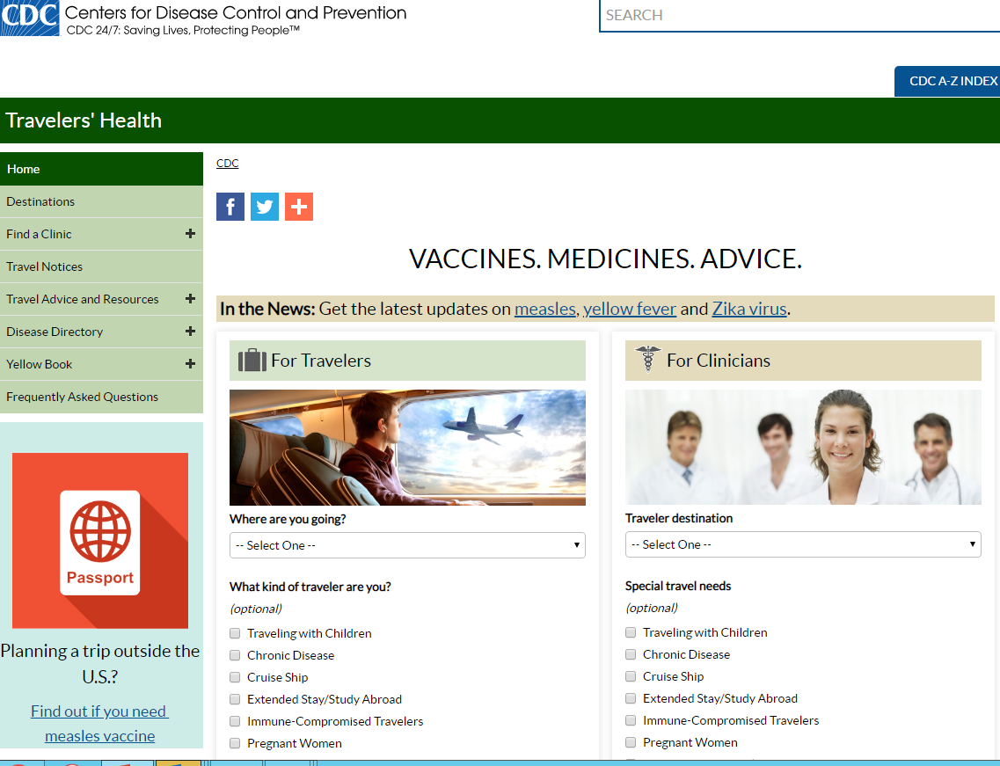 CDC
Centers for Disease Control and Prevention
CDC 24/7: Saving Lives, Protecting People™
SEARCH
CDC A-Z INDEX
Travelers' Health
Home
Destinations
Find a Clinic
Travel Notices
Travel Advice and Resources
Disease Directory
Yellow Book
Frequently Asked Questions
Passport
Planning a trip outside the
U.S.?
Find out if you need
measles vaccine
CDC
VACCINES. MEDICINES. ADVICE.
In the News: Get the latest updates on measles, yellow fever and Zika virus.
For Travelers
Where are you going?
-- Select One --
What kind of traveler are you?
(optional)
Traveling with Children
Chronic Disease
Cruise Ship
Extended Stay/Study Abroad
Immune-Compromised Travelers
Pregnant Women
For Clinicians
Traveler destination
-- Select One --
Special travel needs
(optional)
Traveling with Children
Chronic Disease
Cruise Ship
Extended Stay/Study Abroad
Immune-Compromised Travelers
Pregnant Women